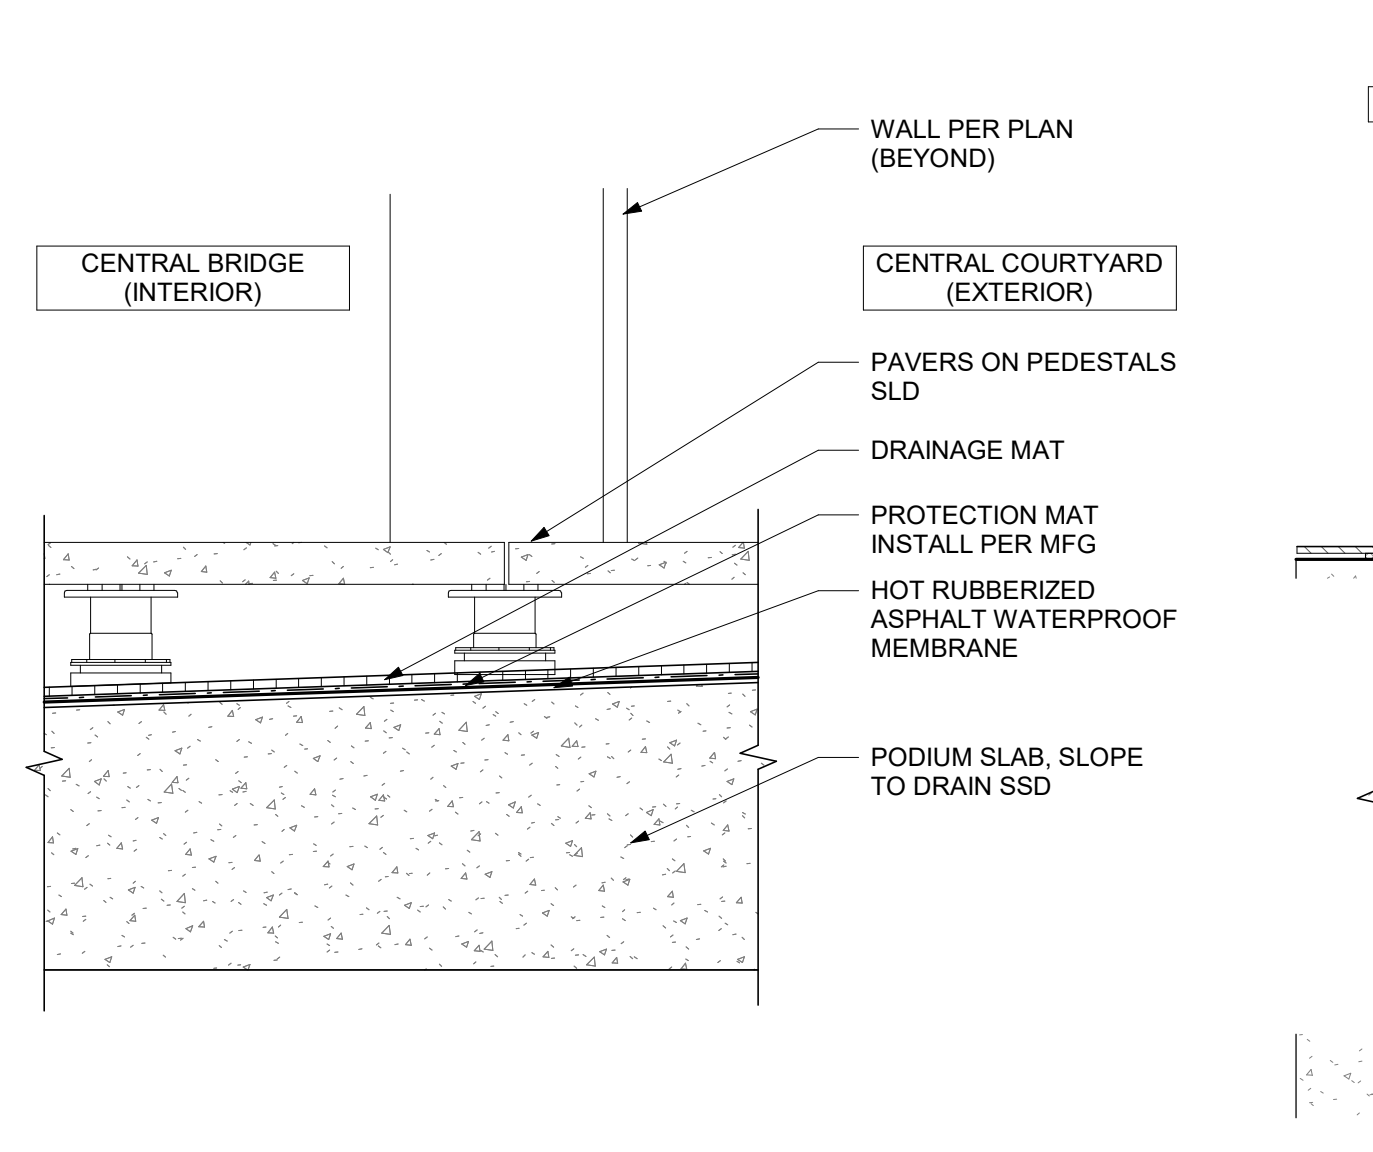 WALL PER PLAN
(BEYOND)
CENTRAL BRIDGE
(INTERIOR)
CENTRAL COURTYARD
(EXTERIOR)
PAVERS ON PEDESTALS
SLD
DRAINAGE MAT
PROTECTION MAT
INSTALL PER MFG
HOT RUBBERIZED
ASPHALT WATERPROOF
MEMBRANE
PODIUM SLAB, SLOPE
TO DRAIN SSD